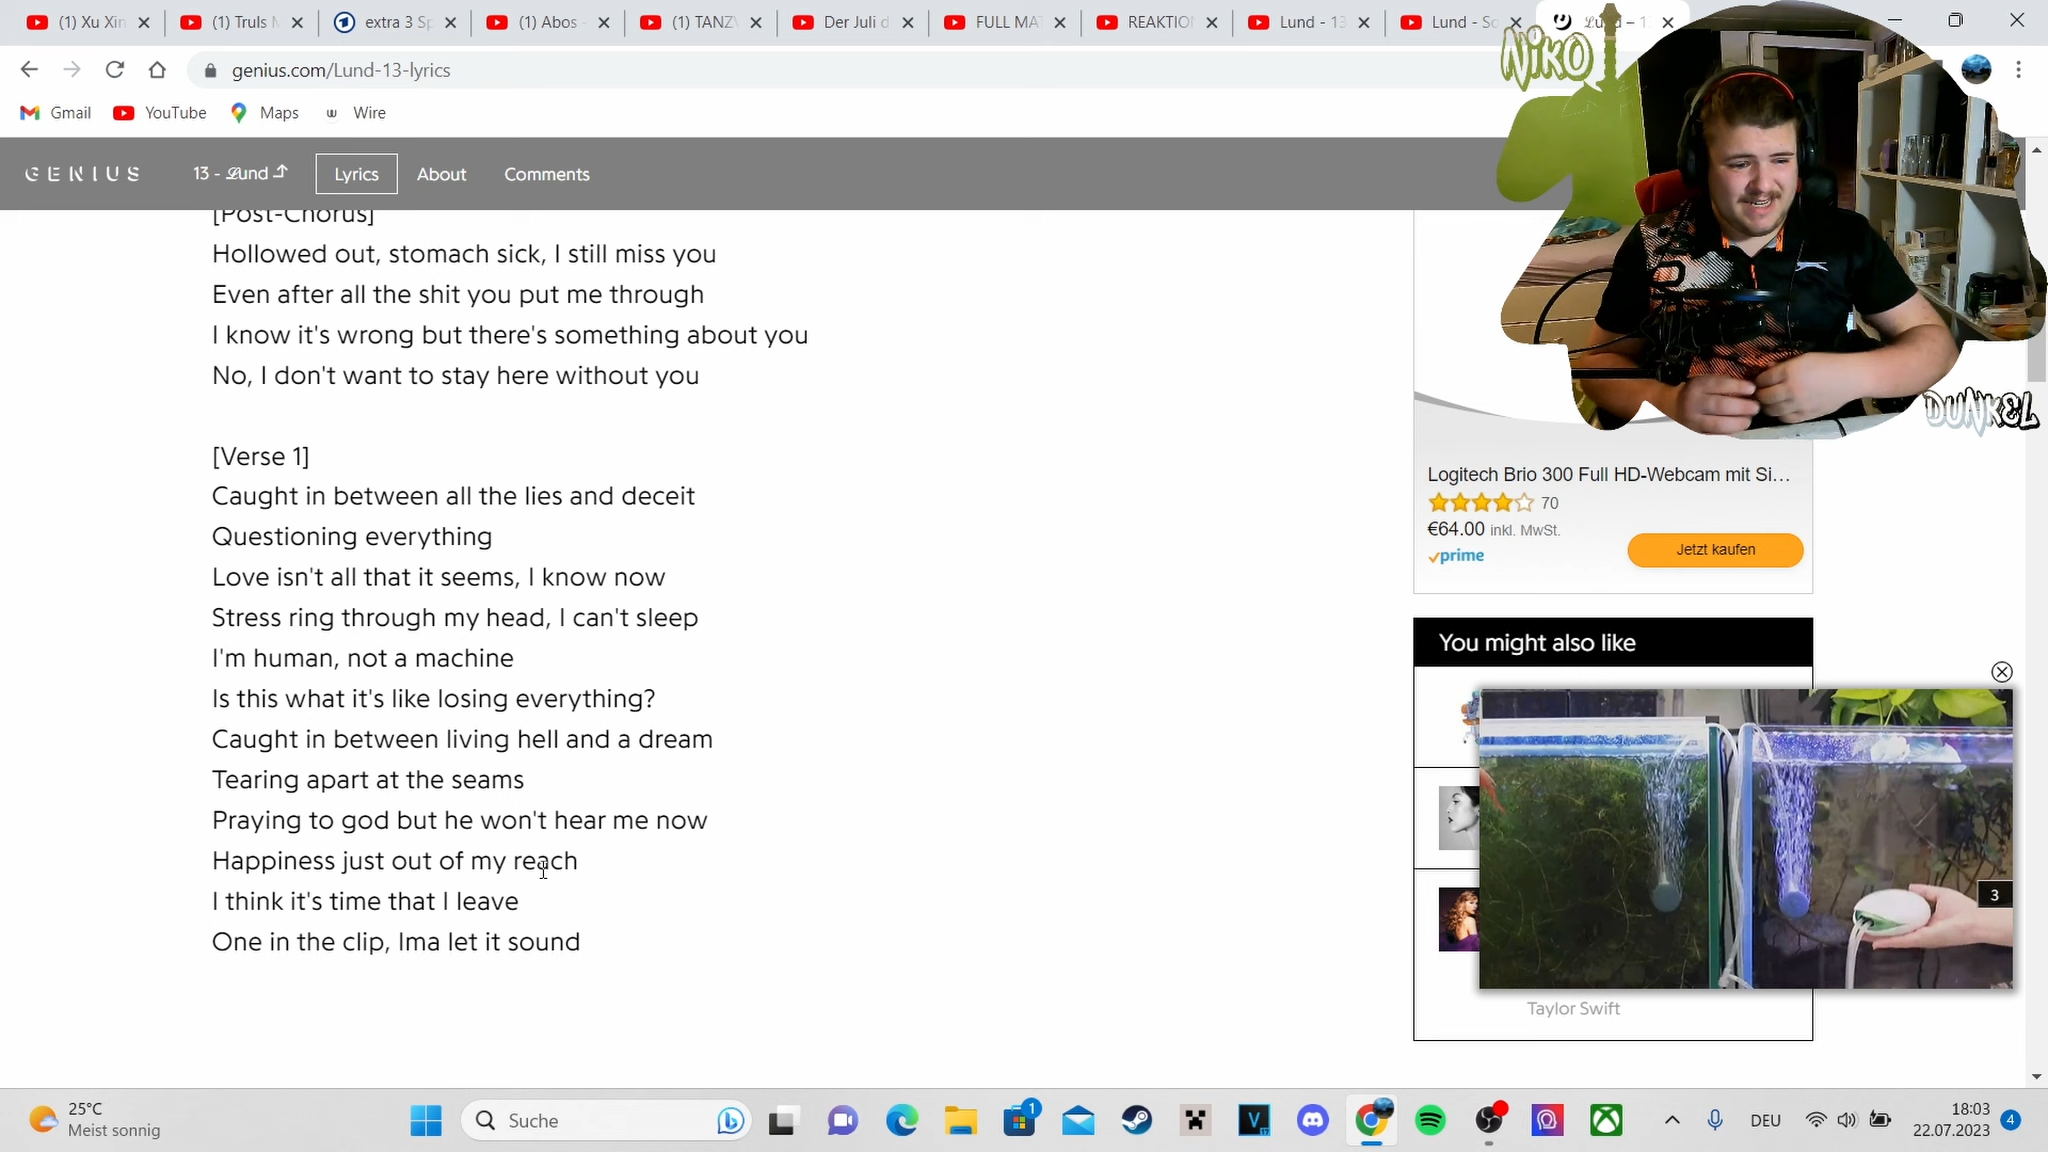 (1) Xu Xin
(1) Truls M
extra 3 Sp
(1) Abos -
(1) TANZV
Der Juli d
FULL MAT
REAKTION
Lund - 13
Lund - So
genius.com/Lund-13-lyrics
Gmail
YouTube
Maps
Wire
NiKO
DUNKEL
GENIUS
13 - Lund
Lyrics
About
Comments
[Post-Chorus]
Hollowed out, stomach sick, I still miss you
Even after all the shit you put me through
I know it's wrong but there's something about you
No, I don't want to stay here without you
[Verse 1]
Caught in between all the lies and deceit
Questioning everything
Love isn't all that it seems, I know now
Stress ring through my head, I can't sleep
I'm human, not a machine
Is this what it's like losing everything?
Caught in between living hell and a dream
Tearing apart at the seams
Praying to god but he won't hear me now
Happiness just out of my reach
I think it's time that I leave
One in the clip, Ima let it sound
Logitech Brio 300 Full HD-Webcam mit Si...
70
€64.00 inkl. MwSt.
prime
Jetzt kaufen
You might also like
3
Taylor Swift
25°C
Meist sonnig
Suche
1
V
17
DEU
18:03
22.07.2023
4